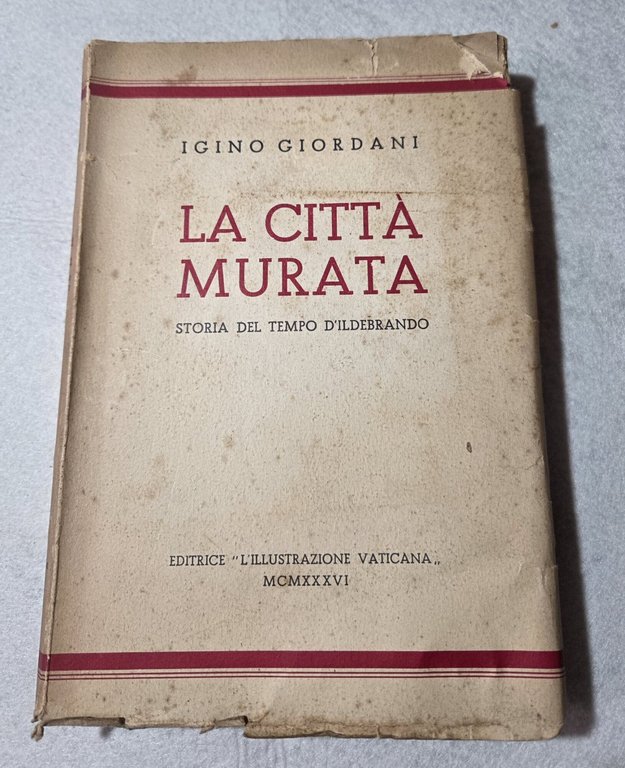 IGINO GIORDANI
LA CITTÀ
MURATA
STORIA DEL TEMPO D'ILDEBRANDO
EDITRICE "L'ILLUSTRAZIONE VATICANA„
MCMXXXVI